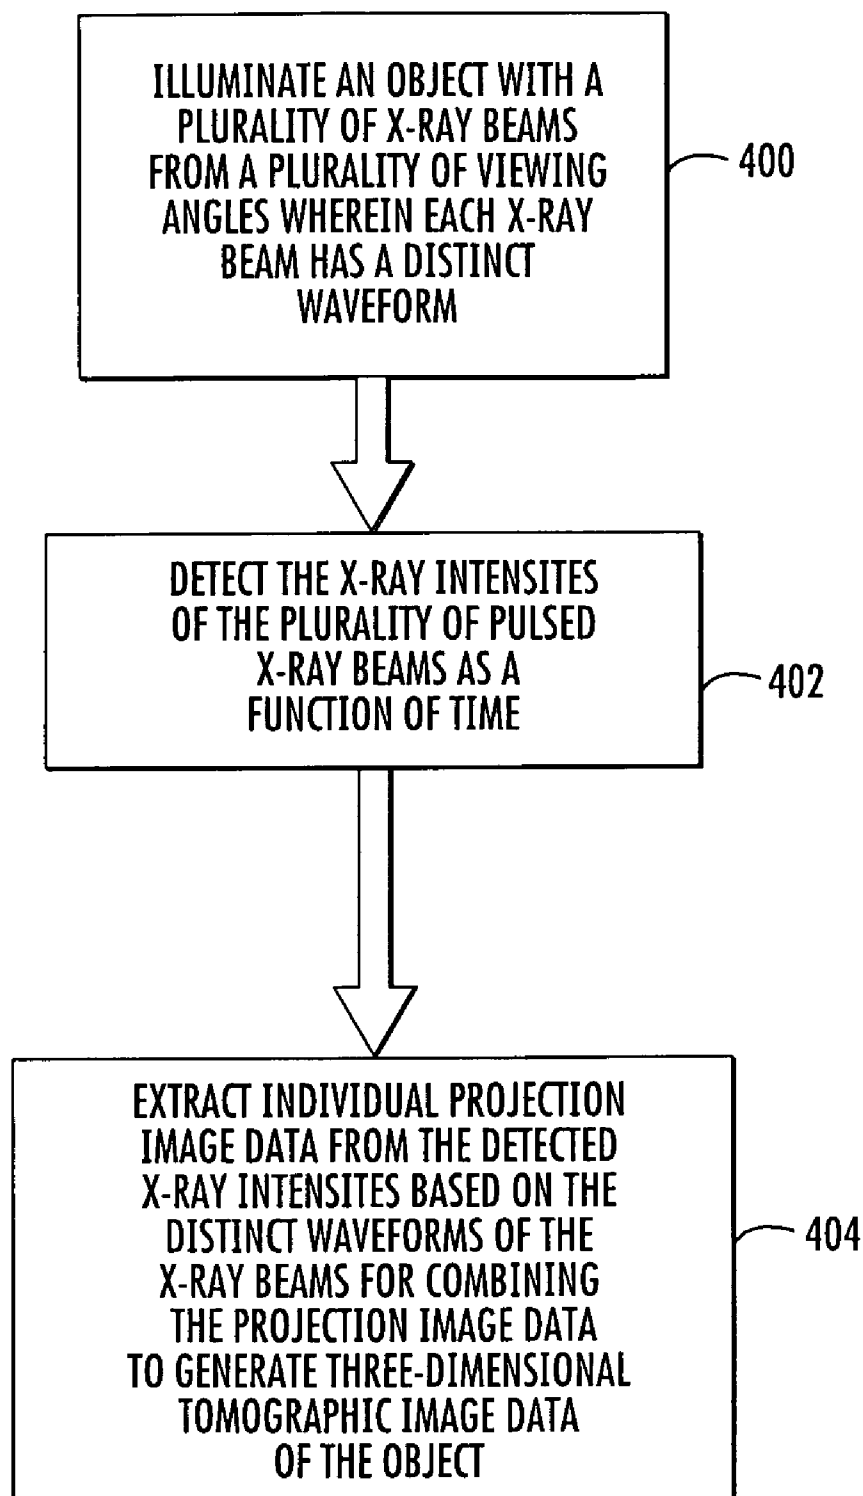 ILLUMINATE AN OBJECT WITH A
PLURALITY OF X-RAY BEAMS
FROM A PLURALITY OF VIEWING
ANGLES WHEREIN EACH X-RAY
BEAM HAS A DISTINCT
WAVEFORM
400
DETECT THE X-RAY INTENSITES
OF THE PLURALITY OF PULSED
X-RAY BEAMS AS A
FUNCTION OF TIME
402
EXTRACT INDIVIDUAL PROJECTION
IMAGE DATA FROM THE DETECTED
X-RAY INTENSITES BASED ON THE
DISTINCT WAVEFORMS OF THE
X-RAY BEAMS FOR COMBINING
THE PROJECTION IMAGE DATA
TO GENERATE THREE-DIMENSIONAL
TOMOGRAPHIC IMAGE DATA
OF THE OBJECT
404